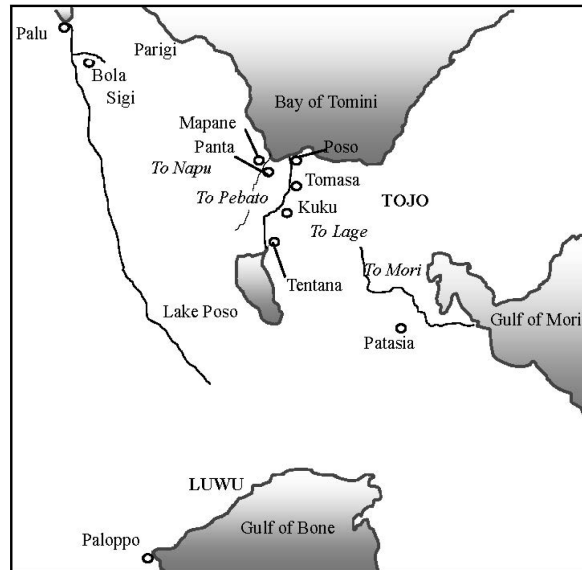 Palu
Parigi
Bola
Sigi
Bay of Tomini
Mapane
Panta
Poso
To Napu
Tomasa
To Pebato
TOJO
Kuku
To Lage
To Mori
Tentana
Lake Poso
Gulf of Mori
Patasia
LUWU
Gulf of Bone
Paloppo